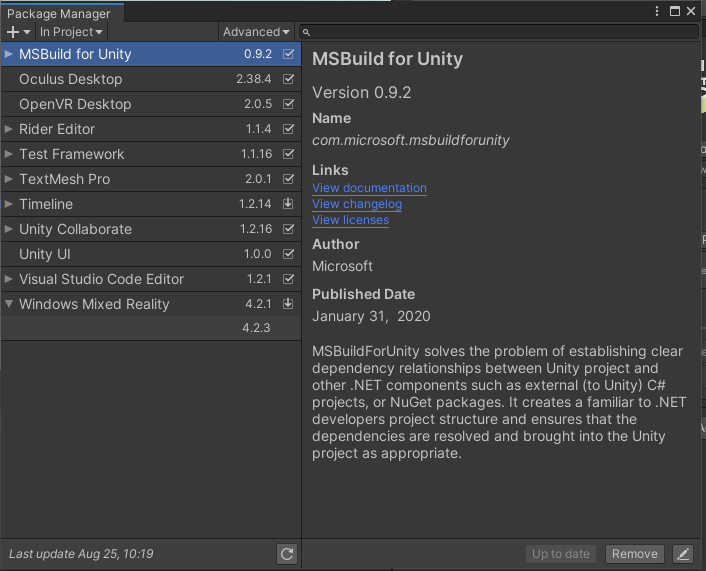 Package Manager
In Project
Advanced
MSBuild for Unity 0.9.2
Oculus Desktop 2.38.4
OpenVR Desktop 2.0.5
Rider Editor 1.1.4
Test Framework 1.1.16
TextMesh Pro 2.0.1
Timeline 1.2.14
Unity Collaborate 1.2.16
Unity UI 1.0.0
Visual Studio Code Editor 1.2.1
Windows Mixed Reality 4.2.1
4.2.3
Last update Aug 25, 10:19
MSBuild for Unity
Version 0.9.2
Name
com.microsoft.msbuildforunity
Links
View documentation
View changelog
View licenses
Author
Microsoft
Published Date
January 31, 2020
MSBuildForUnity solves the problem of establishing clear
dependency relationships between Unity project and
other .NET components such as external (to Unity) C#
projects, or NuGet packages. It creates a familiar to .NET
developers project structure and ensures that the
dependencies are resolved and brought into the Unity
project as appropriate.
Up to date
Remove